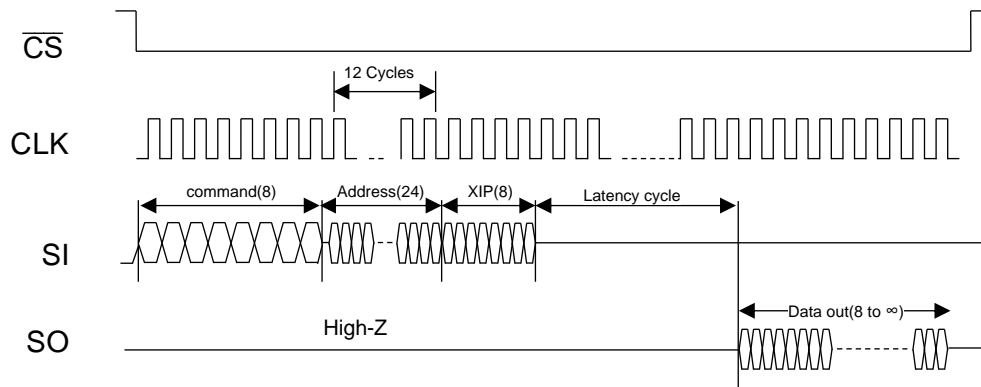 CS
12 Cycles
CLK
command(8) Address(24) XIP(8) Latency cycle
SI
Data out(8 to ∞)
High-Z
SO